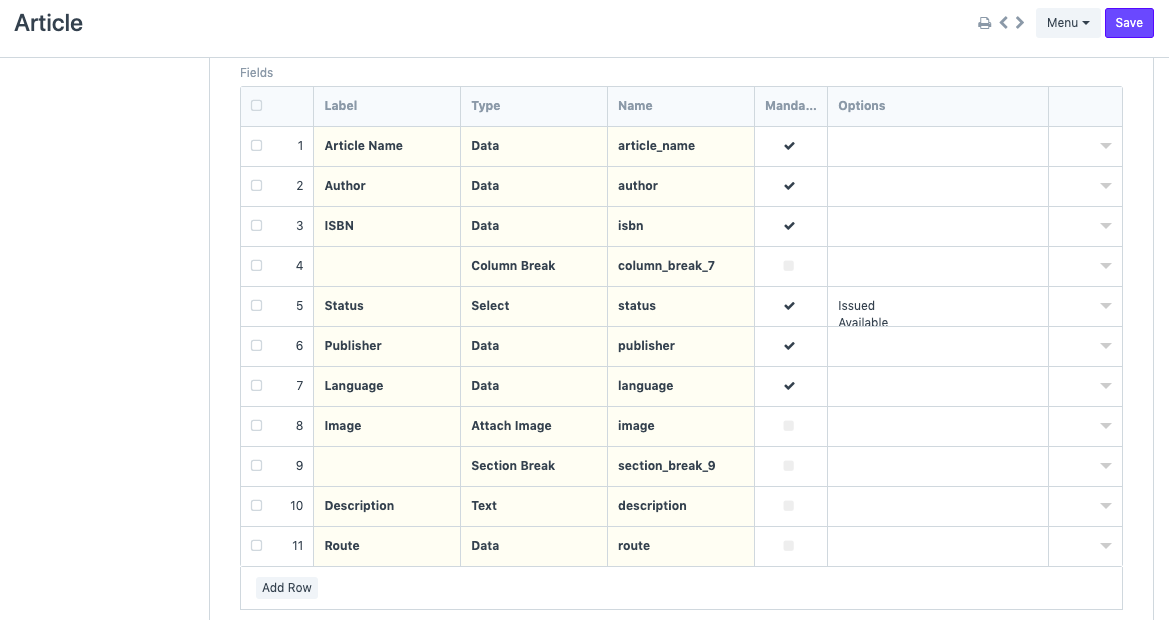 Article
Menu
Save
Fields
Label Type Name Manda... Options
1 Article Name Data article_name
2 Author Data author
3 ISBN Data isbn
4 Column Break column_break_7
5 Status Select status Issued
Available
6 Publisher Data publisher
7 Language Data language
8 Image Attach Image image
9 Section Break section_break_9
10 Description Text description
11 Route Data route
Add Row